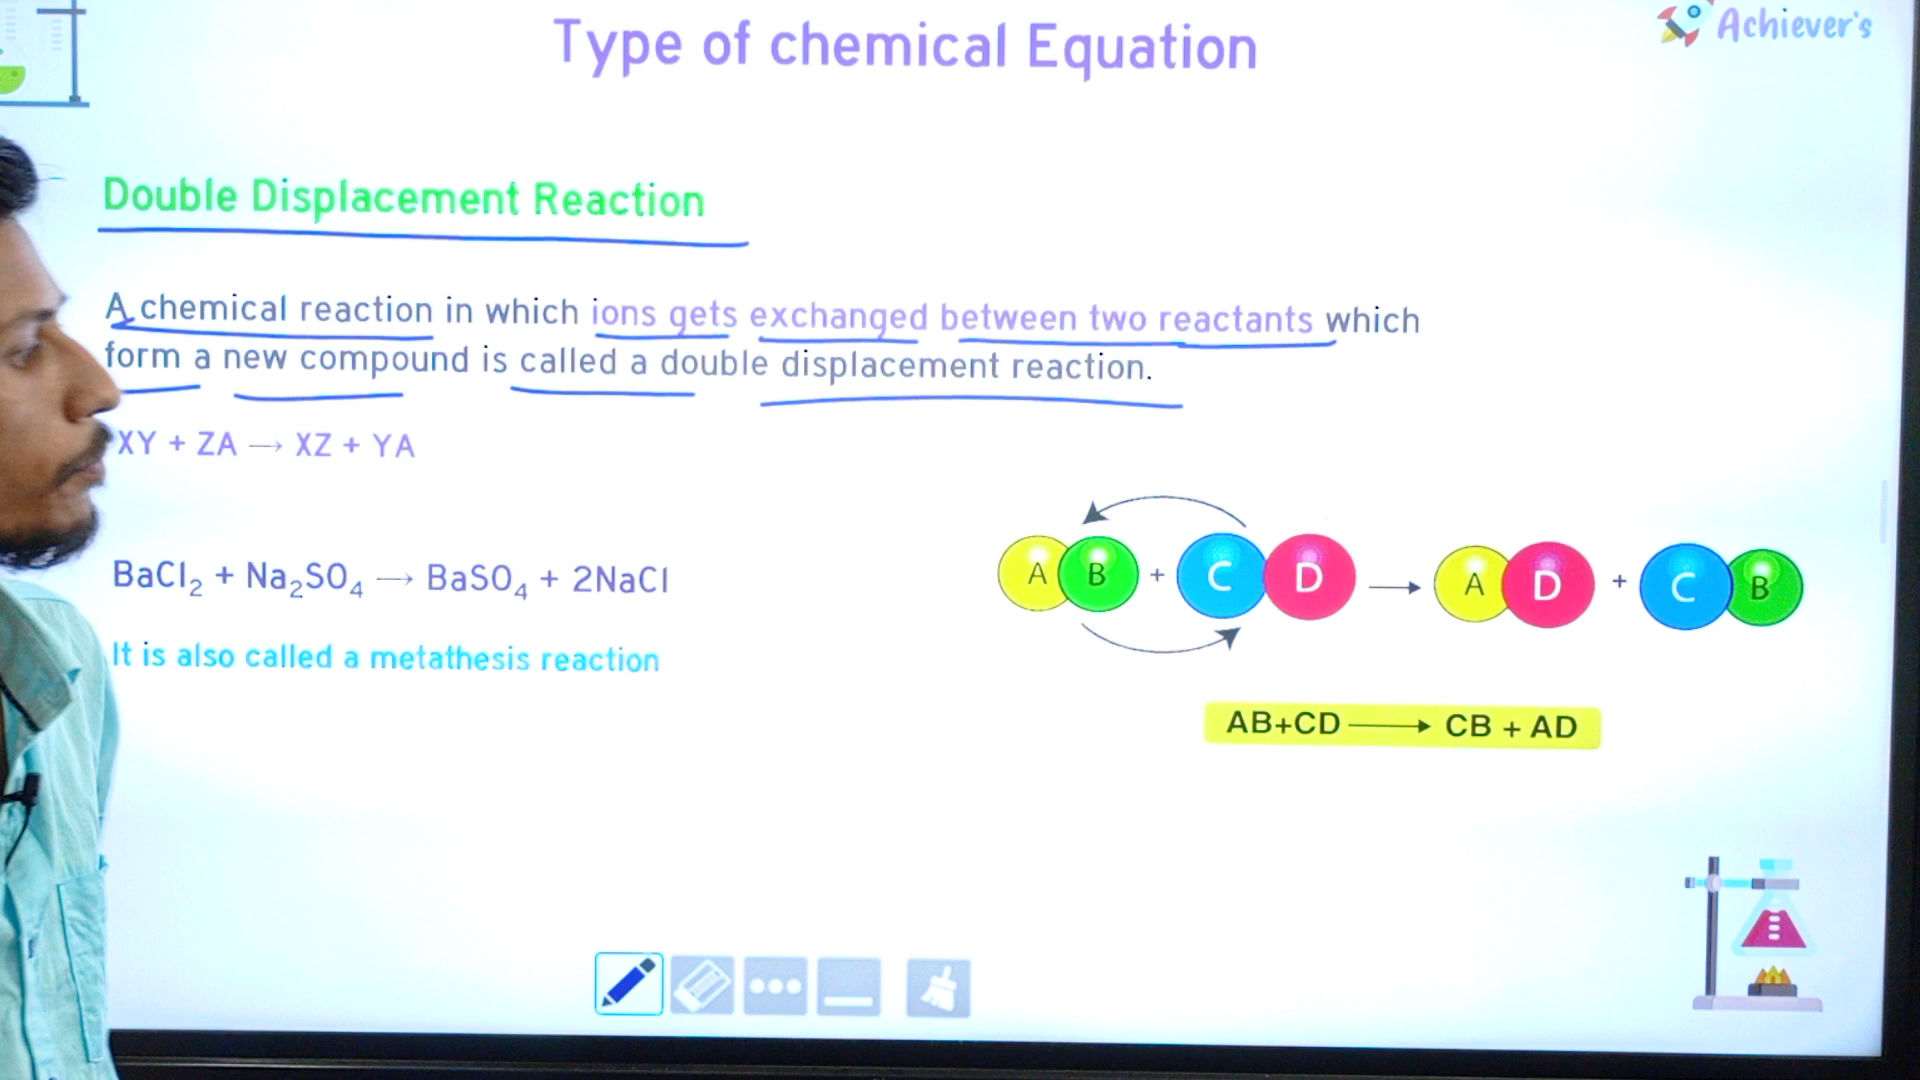 Type of chemical Equation
Achiever's
Double Displacement Reaction
A chemical reaction in which ions gets exchanged between two reactants which
form a new compound is called a double displacement reaction.
XY + ZA → XZ + YA
A B + C D → A D + C B
BaCl₂ + Na₂SO₄ → BaSO₄ + 2NaCl
It is also called a metathesis reaction
AB+CD → CB + AD